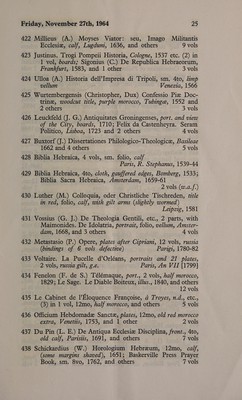 Friday, November 27th, 1964 25
422 Millieus (A.) Moyses Viator: seu, Imago Militantis
Ecclesiæ, calf, Lugduni, 1636, and others 9 vols
423 Justinus. Trogi Pompeii Historia, Cologne, 1537 etc. (2) in
1 vol, boards; Sigonius (C.) De Republica Hebraeorum,
Frankfurt, 1583, and 1 other 3 vols
424 Ulloa (A.) Historia dell'Impresa di Tripoli, sm. 4to, limp
vellum Venice, 1566
425 Wurtembergensis (Christopher, Dux) Confessio Piæ Doc-
trinæ, woodcut title, purple morocco, Tubingæ, 1552 and
2 others 3 vols
426 Leuckfeld (J. G.) Antiquitates Groningenses, port. and view
of the City, boards, 1710; Felix da Castenheyra. Seram
Politico, Lisboa, 1723 and 2 others 4 vols
427 Buxtorf (J.) Dissertationes Philologico-Theologicæ, Basileae
1662 and 4 others 5 vols
428 Biblia Hebraica, 4 vols, sm. folio, calf
Paris, R. Stephanus, 1539-44
429 Biblia Hebraica, 4to, cloth, gauffered edges, Bomberg, 1533;
Biblia Sacra Hebraica, Amsterdam, 1659-61
2 vols (w.a.f.)
430 Luther (M.) Colloquia, oder Christliche Tischreden, title
in red, folio, calf, with gilt arms (slightly wormed)
Leipsig, 1581
431 Vossius (G. J.) De Theologia Gentili, etc., 2 parts, with
Maimonides. De Idolatria, portrait, folio, vellum, Amster-
dam, 1668, and 3 others 4 vols
432 Metastasio (P.) Opere, plates after Cipriani, 12 vols, russia
(bindings of 6 vols defective) Parigi, 1780-82
433 Voltaire. La Pucelle d'Orléans, portraits and 21 plates,
2 vols, russia gilt, g.e. Paris, An VII [1799]
434 Fenelon (F. de S.) Télémaque, port., 2 vols, half morocco,
1829; Le Sage. Le Diable Boiteux, illus., 1840, and others
12 vols
435 Le Cabinet de l'Éloquence Françoise, à Troyes, n.d., etc.,
(5) in 1 vol, 12mo, half morocco, and others 5 vols
436 Officium Hebdomadæ Sanctæ, plates, 12mo, old red morocco
extra, Venetiis, 1753, and 1 other 2 vols
437 Du Pin (L. E.) De Antiqua Ecclesiæ Disciplina, front., 4to,
old calf, Parisiis, 1691, and others 5 vols
438 Schickardius (W.) Horologium Hebræum, 12mo, calf,
(some margins shaved), 1651; Baskerville Press Prayer
Book, sm. 8vo, 1762, and others 7 vols